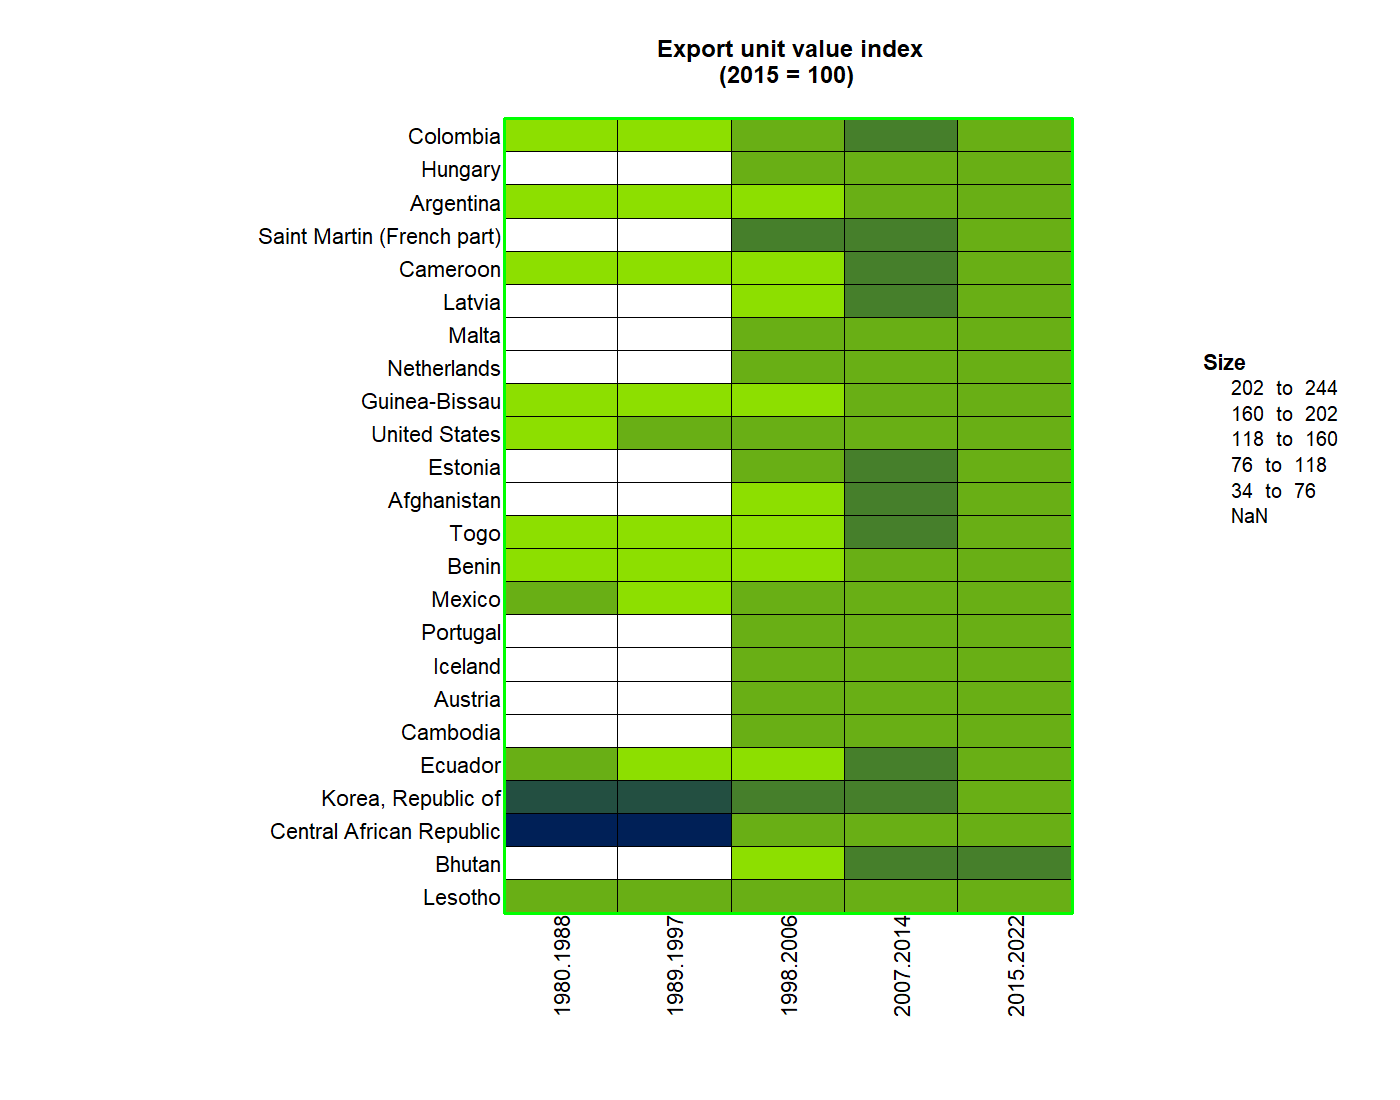 Export unit value index
(2015 = 100)
Colombia
Hungary
Argentina
Saint Martin (French part)
Cameroon
Latvia
Malta
Netherlands
Guinea-Bissau
United States
Estonia
Afghanistan
Togo
Benin
Mexico
Portugal
Iceland
Austria
Cambodia
Ecuador
Korea, Republic of
Central African Republic
Bhutan
Lesotho
1980.1988
1989.1997
1998.2006
2007.2014
2015.2022
Size
202 to 244
160 to 202
118 to 160
76 to 118
34 to 76
NaN